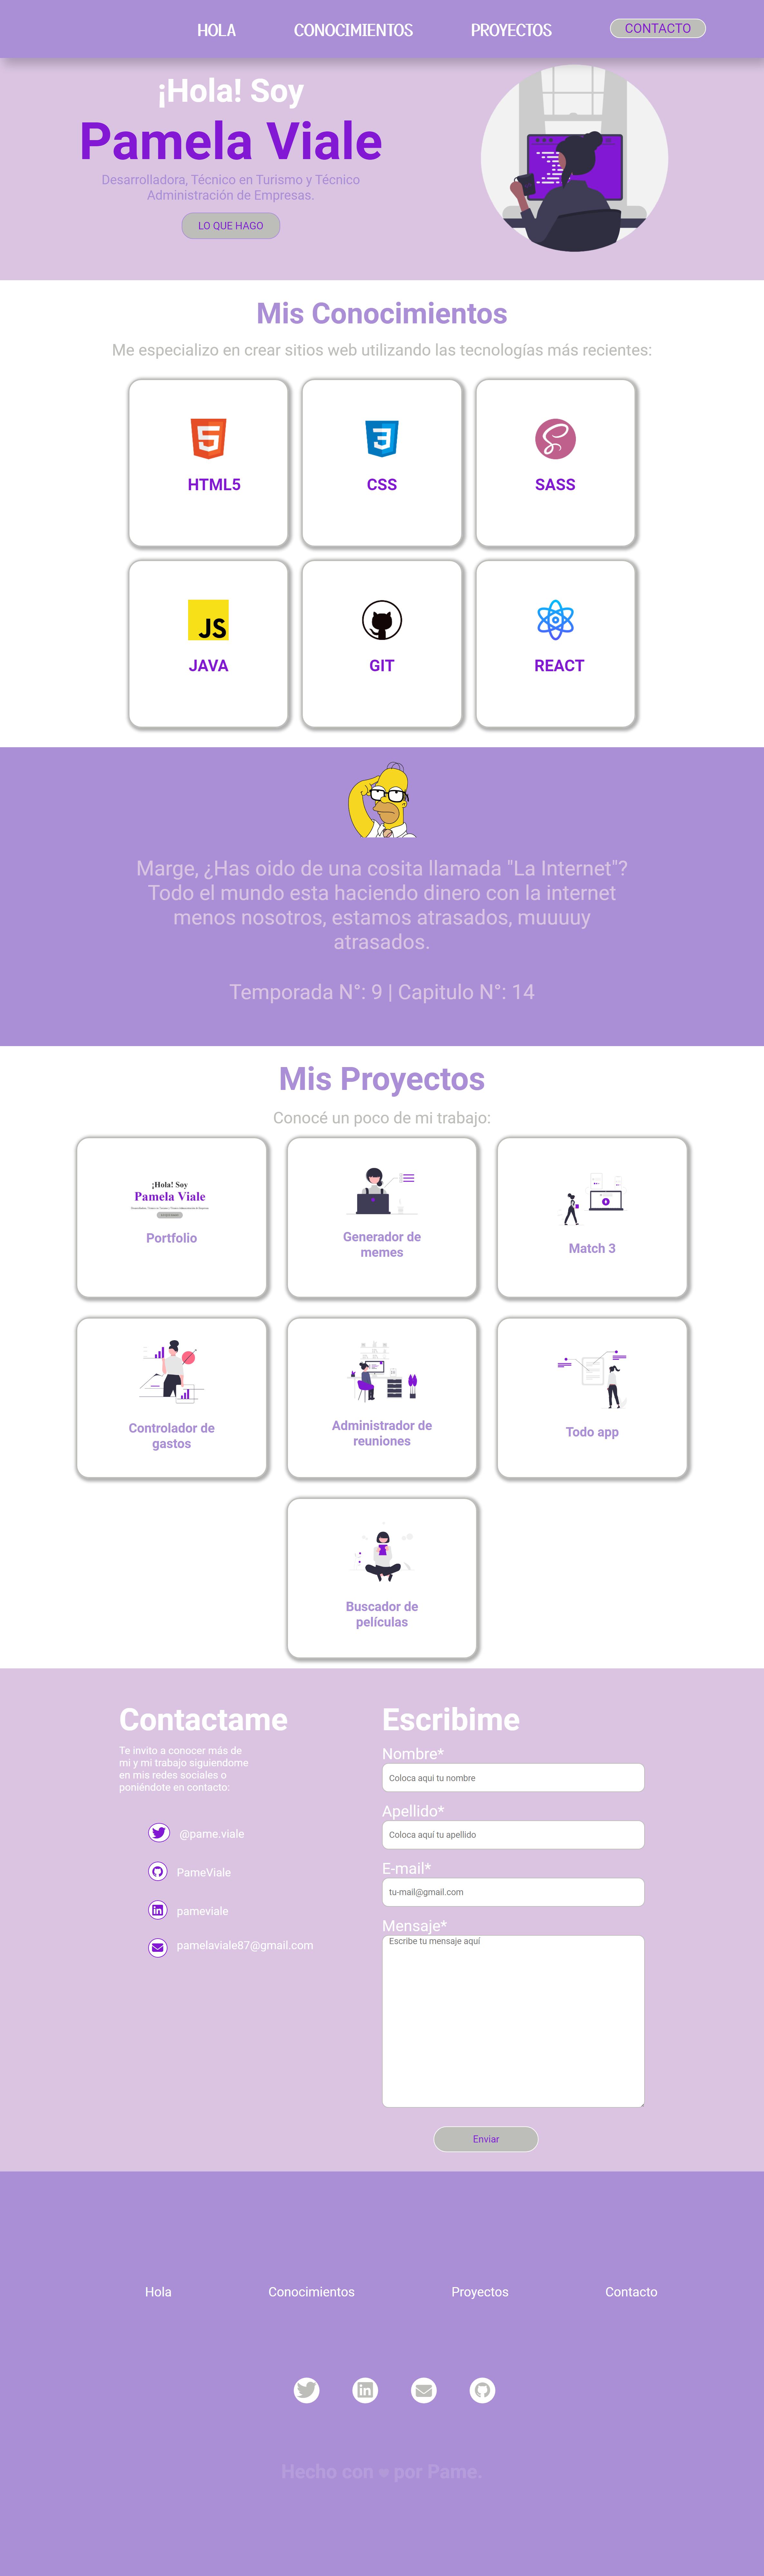 HOLA
CONOCIMIENTOS
PROYECTOS
CONTACTO
¡Hola! Soy
Pamela Viale
Desarrolladora, Técnico en Turismo y Técnico
Administración de Empresas.
LO QUE HAGO
Mis Conocimientos
Me especializo en crear sitios web utilizando las tecnologías más recientes:
5
3
HTML5
CSS
SASS
JS
JAVA
GIT
REACT
Marge, ¿Has oido de una cosita llamada "La Internet"?
Todo el mundo esta haciendo dinero con la internet
menos nosotros, estamos atrasados, muuuuy
atrasados.
Temporada N°: 9 | Capitulo N°: 14
Mis Proyectos
Conocé un poco de mi trabajo:
¡Hola! Soy
Pamela Viale
Portfolio
Generador de
memes
Match 3
Controlador de
gastos
Administrador de
reuniones
Todo app
Buscador de
películas
Contactame
Te invito a conocer más de
mi y mi trabajo siguiendome
en mis redes sociales o
poniéndote en contacto:
@pame.viale
PameViale
pameviale
pamelaviale87@gmail.com
Escribime
Nombre*
Coloca aqui tu nombre
Apellido*
Coloca aquí tu apellido
E-mail*
tu-mail@gmail.com
Mensaje*
Escribe tu mensaje aquí
Enviar
Hola
Conocimientos
Proyectos
Contacto
Hecho con ❤ por Pame.